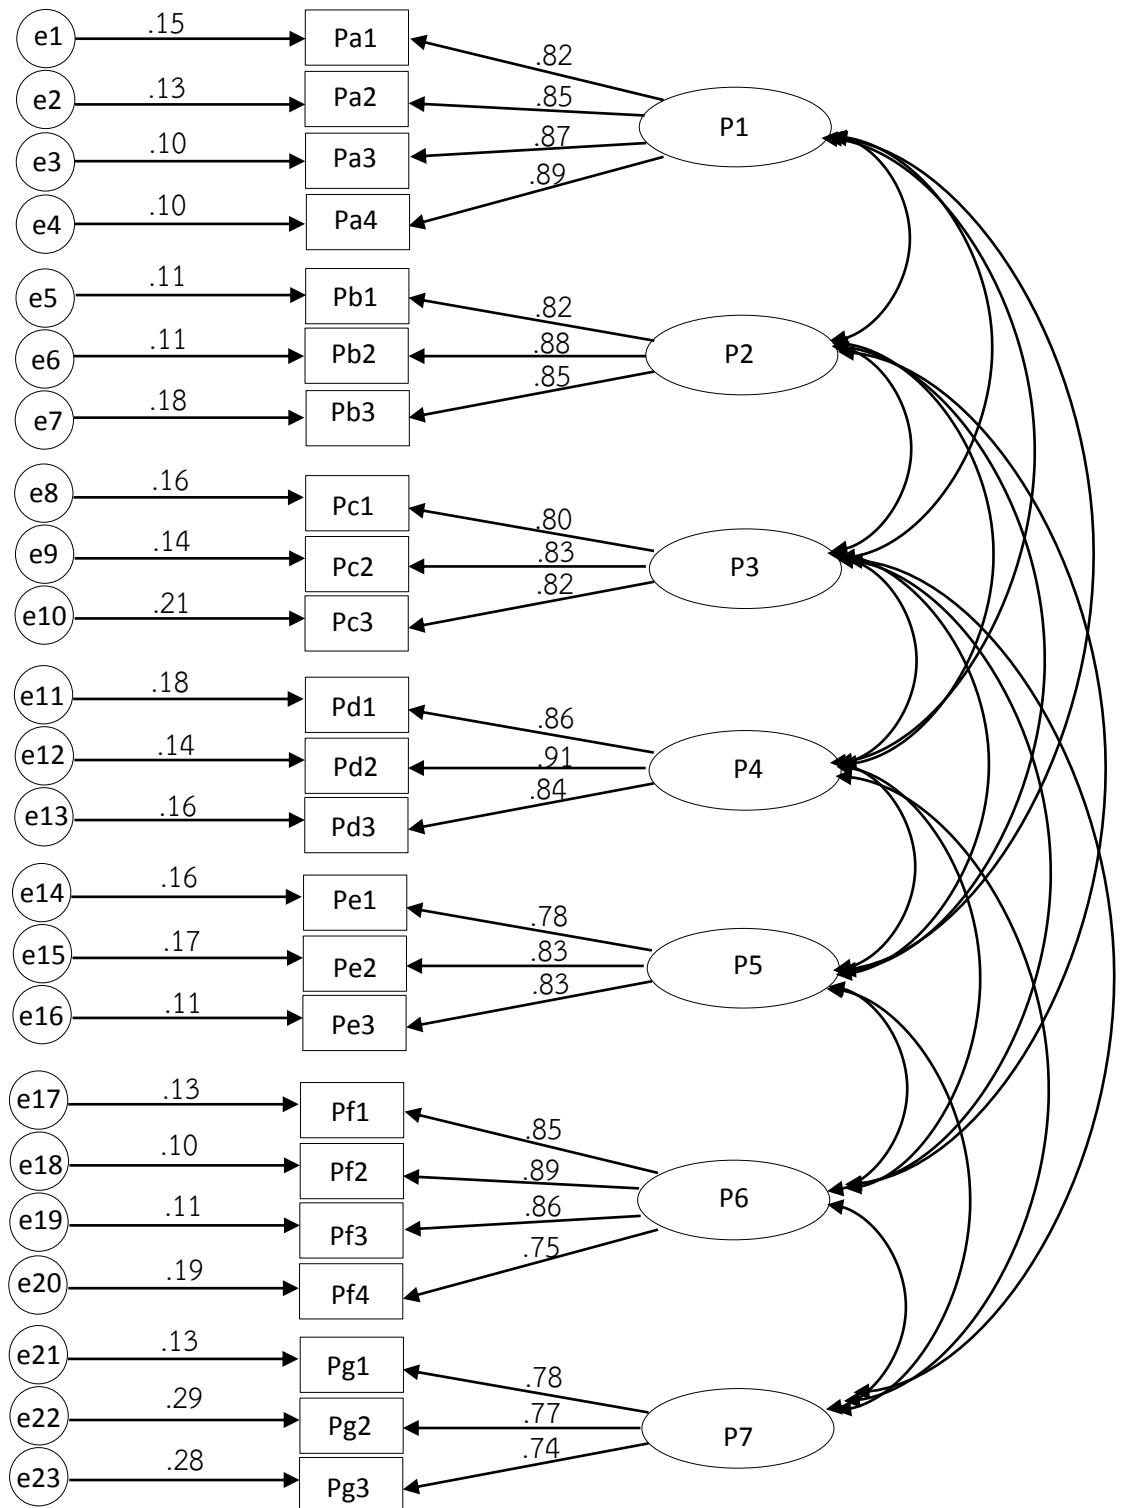 e1 .15 Pa1 .82
e2 .13 Pa2 .85 P1
e3 .10 Pa3 .87
e4 .10 Pa4 .89
e5 .11 Pb1 .82
e6 .11 Pb2 .88 P2
e7 .18 Pb3 .85
e8 .16 Pc1 .80
e9 .14 Pc2 .83 P3
e10 .21 Pc3 .82
e11 .18 Pd1 .86
e12 .14 Pd2 .91 P4
e13 .16 Pd3 .84
e14 .16 Pe1 .78
e15 .17 Pe2 .83 P5
e16 .11 Pe3 .83
e17 .13 Pf1 .85
e18 .10 Pf2 .89 P6
e19 .11 Pf3 .86
e20 .19 Pf4 .75
e21 .13 Pg1 .78
e22 .29 Pg2 .77 P7
e23 .28 Pg3 .74